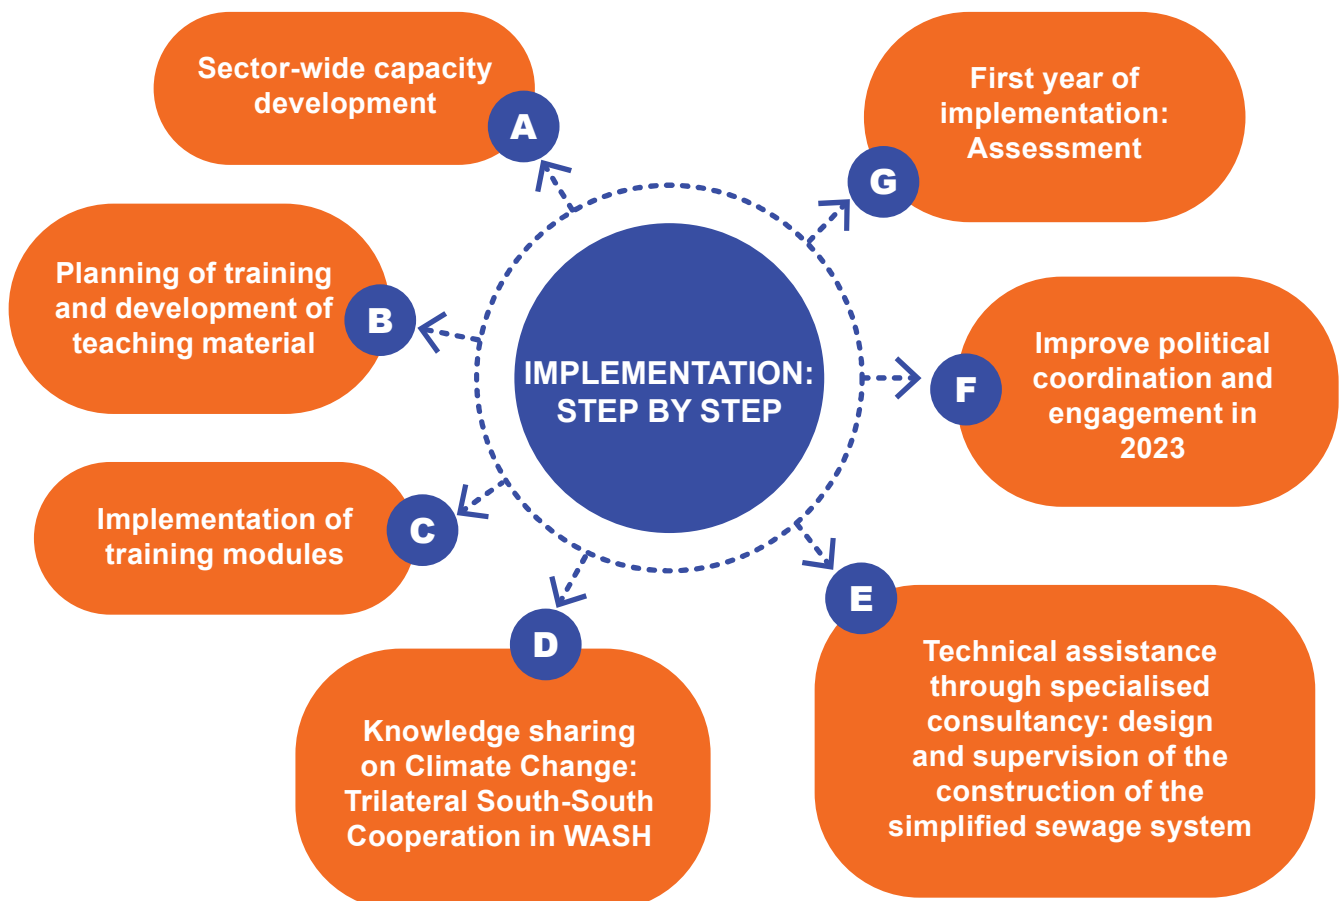 IMPLEMENTATION:
STEP BY STEP
A
Sector-wide capacity
development
B
Planning of training
and development of
teaching material
C
Implementation of
training modules
D
Knowledge sharing
on Climate Change:
Trilateral South-South
Cooperation in WASH
E
Technical assistance
through specialised
consultancy: design
and supervision of the
construction of the
simplified sewage system
F
Improve political
coordination and
engagement in
2023
G
First year of
implementation:
Assessment